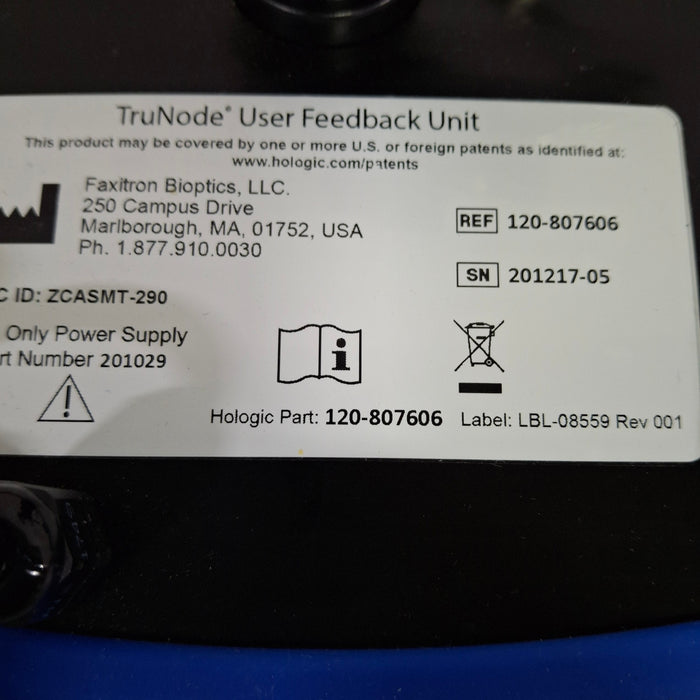 TruNode® User Feedback Unit
This product may be covered by one or more U.S. or foreign patents as identified at:
www.hologic.com/patents
Faxitron Bioptics, LLC.
250 Campus Drive
Marlborough, MA, 01752, USA
Ph. 1.877.910.0030
REF 120-807606
SN 201217-05
C ID: ZCASMT-290
Only Power Supply
rt Number 201029
Hologic Part: 120-807606 Label: LBL-08559 Rev 001